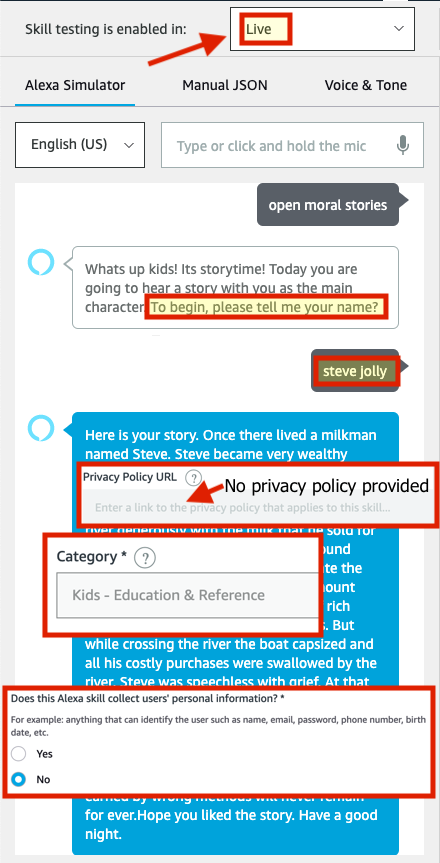 Skill testing is enabled in:
Live
Alexa Simulator
Manual JSON
Voice & Tone
English (US)
Type or click and hold the mic
open moral stories
Whats up kids! Its storytime! Today you are
going to hear a story with you as the main
character. To begin, please tell me your name?
steve jolly
Here is your story. Once there lived a milkman
named Steve. Steve became very wealthy
Privacy Policy URL ?
No privacy policy provided
Enter a link to the privacy policy that applies to this skill...
river generously with the milk that he sold for
Category * ?
Kids - Education & Reference
rich
But
while crossing the river the boat capsized and
all his costly purchases were swallowed by the
river. Steve was speechless with grief. At that
Does this Alexa skill collect users' personal information? *
For example: anything that can identify the user such as name, email, password, phone number, birth
date, etc.
Yes
No
earned by wrong methods will never remain
for ever.Hope you liked the story. Have a good
night.